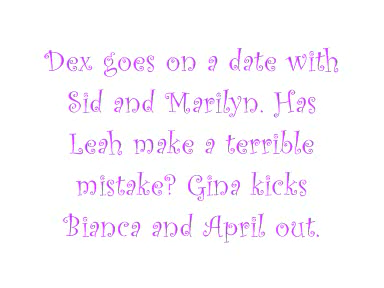 Dex goes on a date with
Sid and Marilyn. Has
Leah make a terrible
mistake? Gina kicks
Bianca and April out.